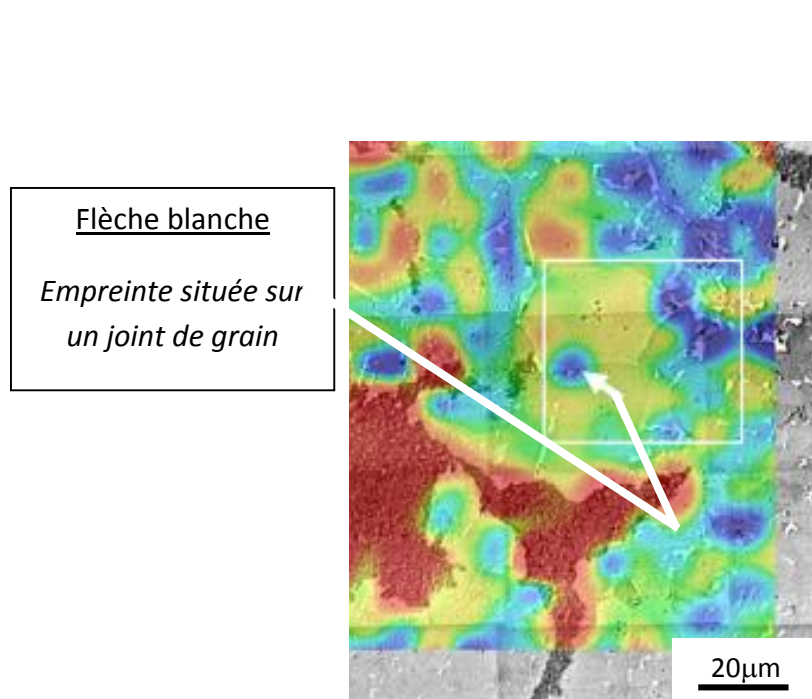 Flèche blanche
Empreinte située sur
un joint de grain
20μm